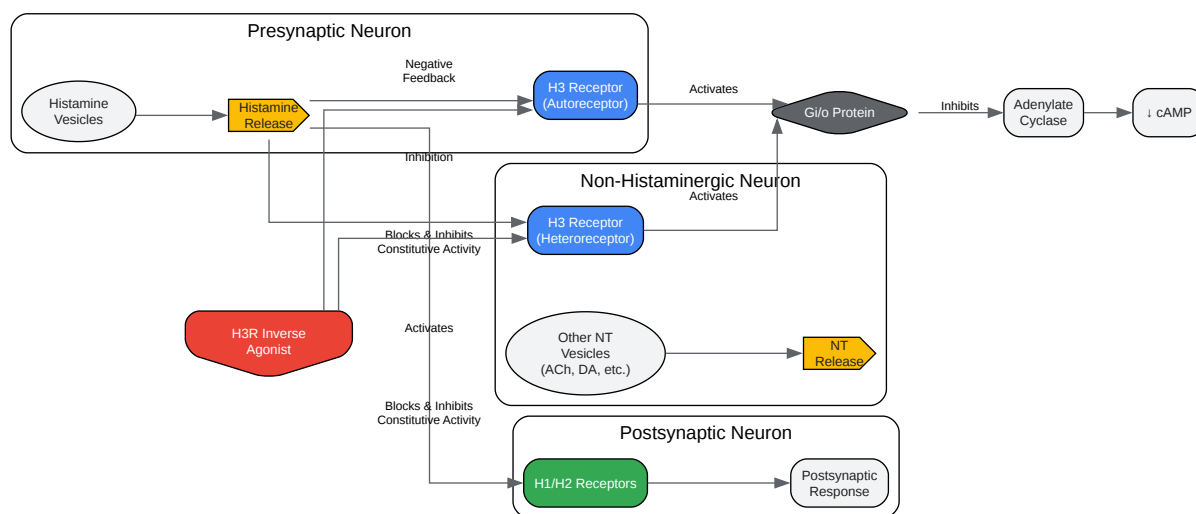 Presynaptic Neuron
Histamine
Vesicles
Histamine
Release
Negative
Feedback
H3 Receptor
(Autoreceptor)
Activates
Gi/o Protein
Inhibits
Adenylate
Cyclase
↓ cAMP
Inhibition
Non-Histaminergic Neuron
Activates
H3 Receptor
(Heteroreceptor)
Blocks & Inhibits
Constitutive Activity
H3R Inverse
Agonist
Activates
Other NT
Vesicles
(ACh, DA, etc.)
NT
Release
Blocks & Inhibits
Constitutive Activity
Postsynaptic Neuron
H1/H2 Receptors
Postsynaptic
Response